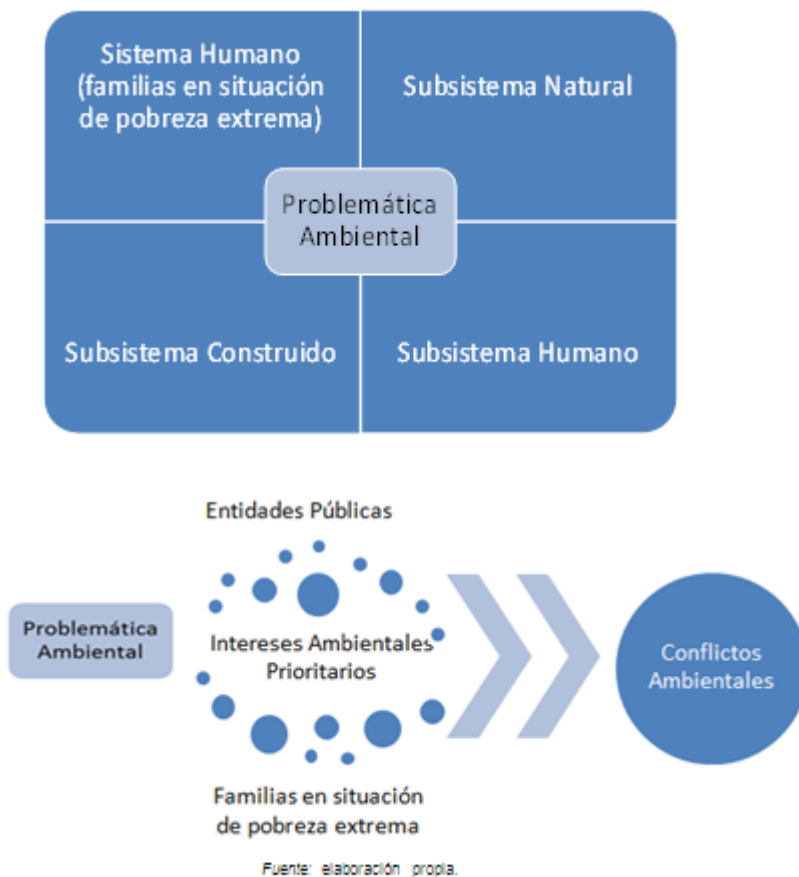 Sistema Humano
(familias en situación
de pobreza extrema)
Subsistema Natural
Problemática
Ambiental
Subsistema Construido
Subsistema Humano
Entidades Públicas
Problemática
Ambiental
Intereses Ambientales
Prioritarios
Conflictos
Ambientales
Familias en situación
de pobreza extrema
Fuente: elaboración propia.